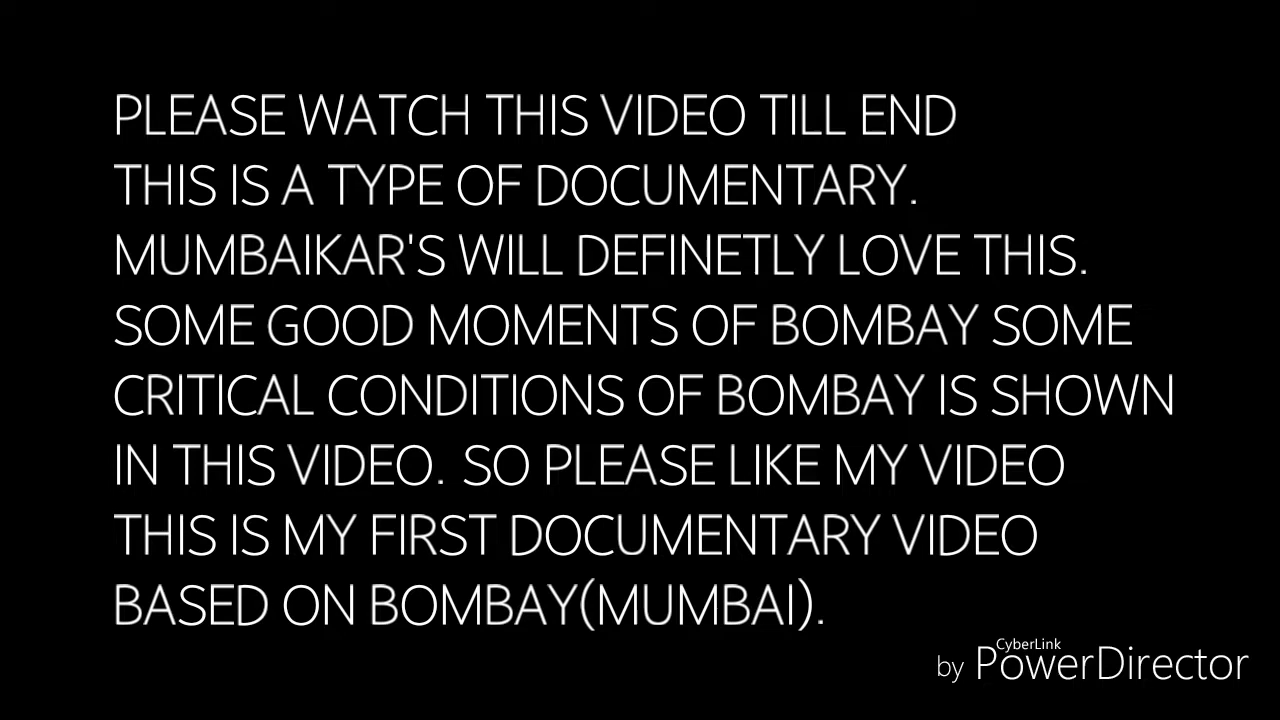 PLEASE WATCH THIS VIDEO TILL END
THIS IS A TYPE OF DOCUMENTARY.
MUMBAIKAR'S WILL DEFINETLY LOVE THIS.
SOME GOOD MOMENTS OF BOMBAY SOME
CRITICAL CONDITIONS OF BOMBAY IS SHOWN
IN THIS VIDEO. SO PLEASE LIKE MY VIDEO
THIS IS MY FIRST DOCUMENTARY VIDEO
BASED ON BOMBAY(MUMBAI).
CyberLink
by PowerDirector